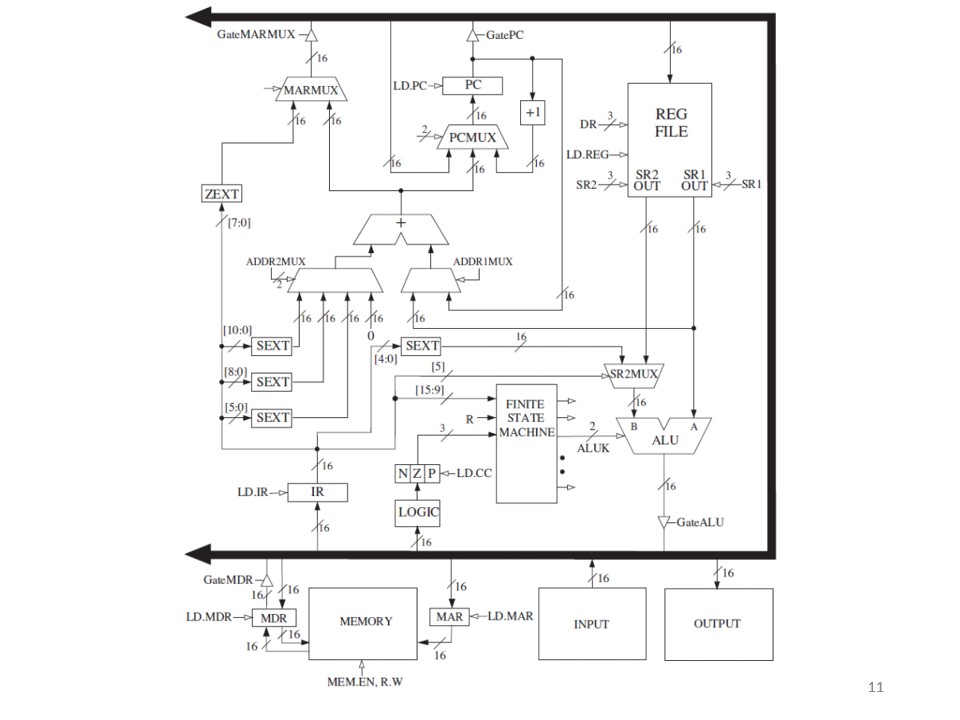 GateMARMUX
GatePC
16
16
MARMUX
LD.PC
PC
16
+1
REG
FILE
DR
3
LD.REG
SR2
3
SR2
OUT
SR1
OUT
3
SR1
16
16
2
PCMUX
16
16
16
ZEXT
[7:0]
+
16
16
ADDR2MUX
2
ADDR1MUX
16
16
16
16
16
16
0
[10:0]
SEXT
[4:0]
SEXT
16
[8:0]
SEXT
[5]
SR2MUX
[15:9]
16
[5:0]
SEXT
R
FINITE
STATE
MACHINE
3
2
ALUK
B
A
ALU
16
N Z P
LD.CC
LD.IR
IR
LOGIC
16
GateALU
16
16
GateMDR
16
16
16
16
16
LD.MDR
MDR
MEMORY
MAR
LD.MAR
INPUT
OUTPUT
16
16
16
MEM.EN, R.W
11